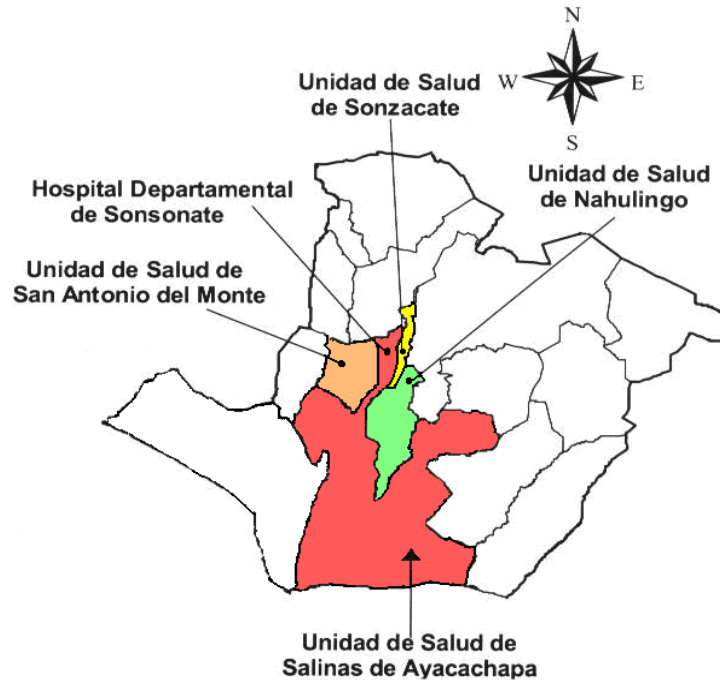 N
W
E
S
Unidad de Salud
de Sonzacate
Unidad de Salud
de Nahulingo
Hospital Departamental
de Sonsonate
Unidad de Salud de
San Antonio del Monte
Unidad de Salud de
Salinas de Ayacachapa